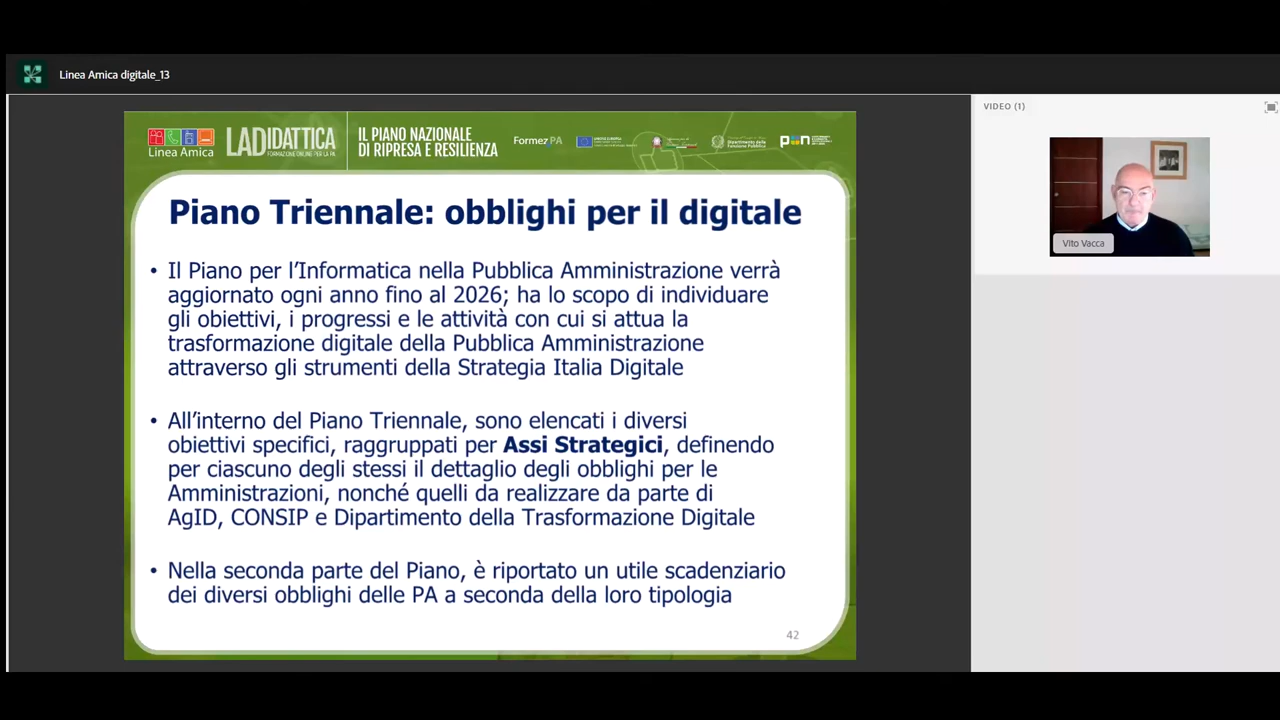 Linea Amica digitale_13
VIDEO (1)
Linea Amica
LADIDATTICA
FORMAZIONE ONLINE PER LA PA
IL PIANO NAZIONALE
DI RIPRESA E RESILIENZA
FormezPA
pon
Piano Triennale: obblighi per il digitale
• Il Piano per l’Informatica nella Pubblica Amministrazione verrà
aggiornato ogni anno fino al 2026; ha lo scopo di individuare
gli obiettivi, i progressi e le attività con cui si attua la
trasformazione digitale della Pubblica Amministrazione
attraverso gli strumenti della Strategia Italia Digitale
• All’interno del Piano Triennale, sono elencati i diversi
obiettivi specifici, raggruppati per Assi Strategici, definendo
per ciascuno degli stessi il dettaglio degli obblighi per le
Amministrazioni, nonché quelli da realizzare da parte di
AgID, CONSIP e Dipartimento della Trasformazione Digitale
• Nella seconda parte del Piano, è riportato un utile scadenziario
dei diversi obblighi delle PA a seconda della loro tipologia
42
Vito Vacca